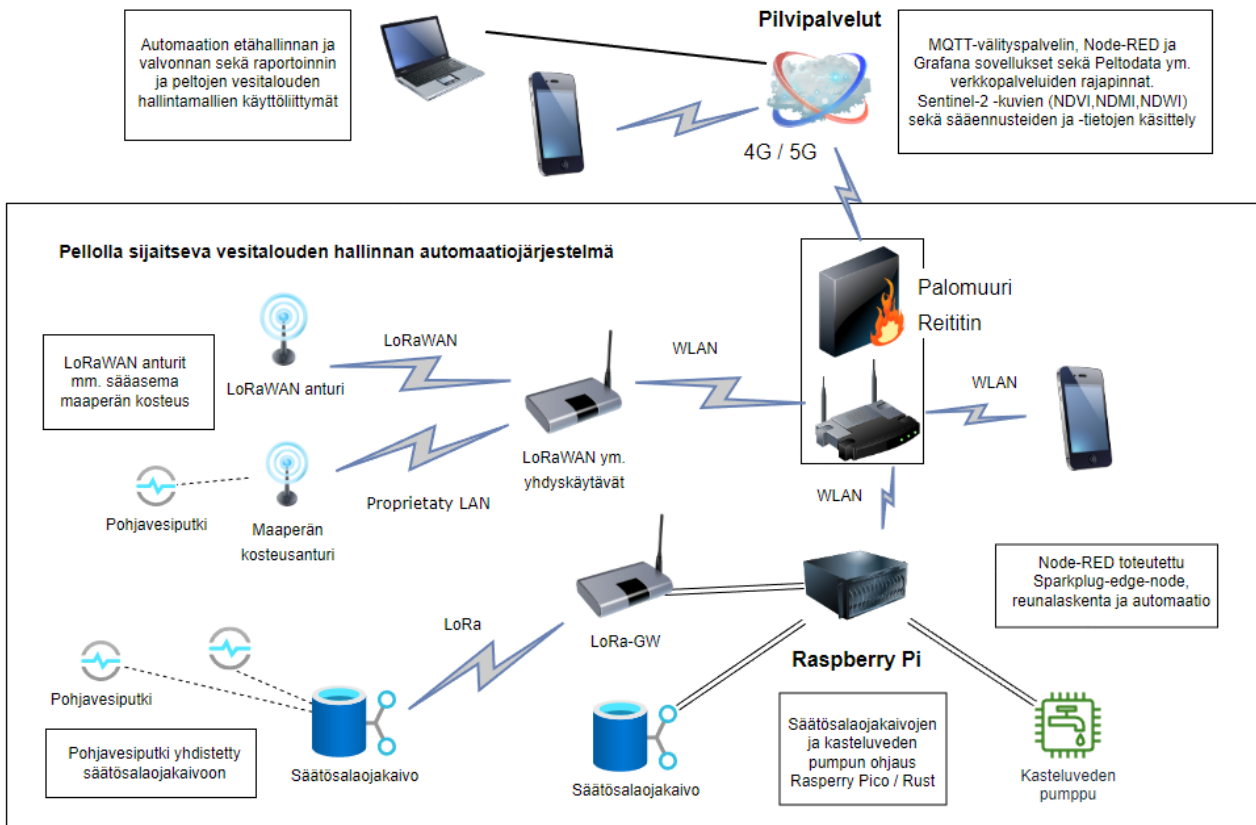 Automaation etähallinnan ja
valvonnan sekä raportoinnin
ja peltojen vesitalouden
hallintamallien käyttöliittymät
Pilvipalvelut
4G / 5G
MQTT-välityspalvelin, Node-RED ja
Grafana sovellukset sekä Peltodata ym.
verkkopalveluiden rajapinnat.
Sentinel-2 -kuvien (NDVI,NDMI,NDWI)
sekä sääennusteiden ja -tietojen käsittely
Pellolla sijaitseva vesitalouden hallinnan automaatiojärjestelmä
Palomuuri
Reititin
LoRaWAN anturit
mm. sääasema
maaperän kosteus
LoRaWAN anturi
LoRaWAN
WLAN
WLAN
LoRaWAN ym.
yhdyskäytävät
Pohjavesiputki
Maaperän
kosteusanturi
Proprietaty LAN
WLAN
Node-RED toteutettu
Sparkplug-edge-node,
reunalaskenta ja automaatio
LoRa
LoRa-GW
Raspberry Pi
Pohjavesiputki
Pohjavesiputki yhdistetty
säätösalaojakaivoon
Säätösalaojakaivo
Säätösalaojakaivo
Säätösalaojakaivojen
ja kasteluveden
pumpun ohjaus
Rasperry Pico / Rust
Kasteluveden
pumppu